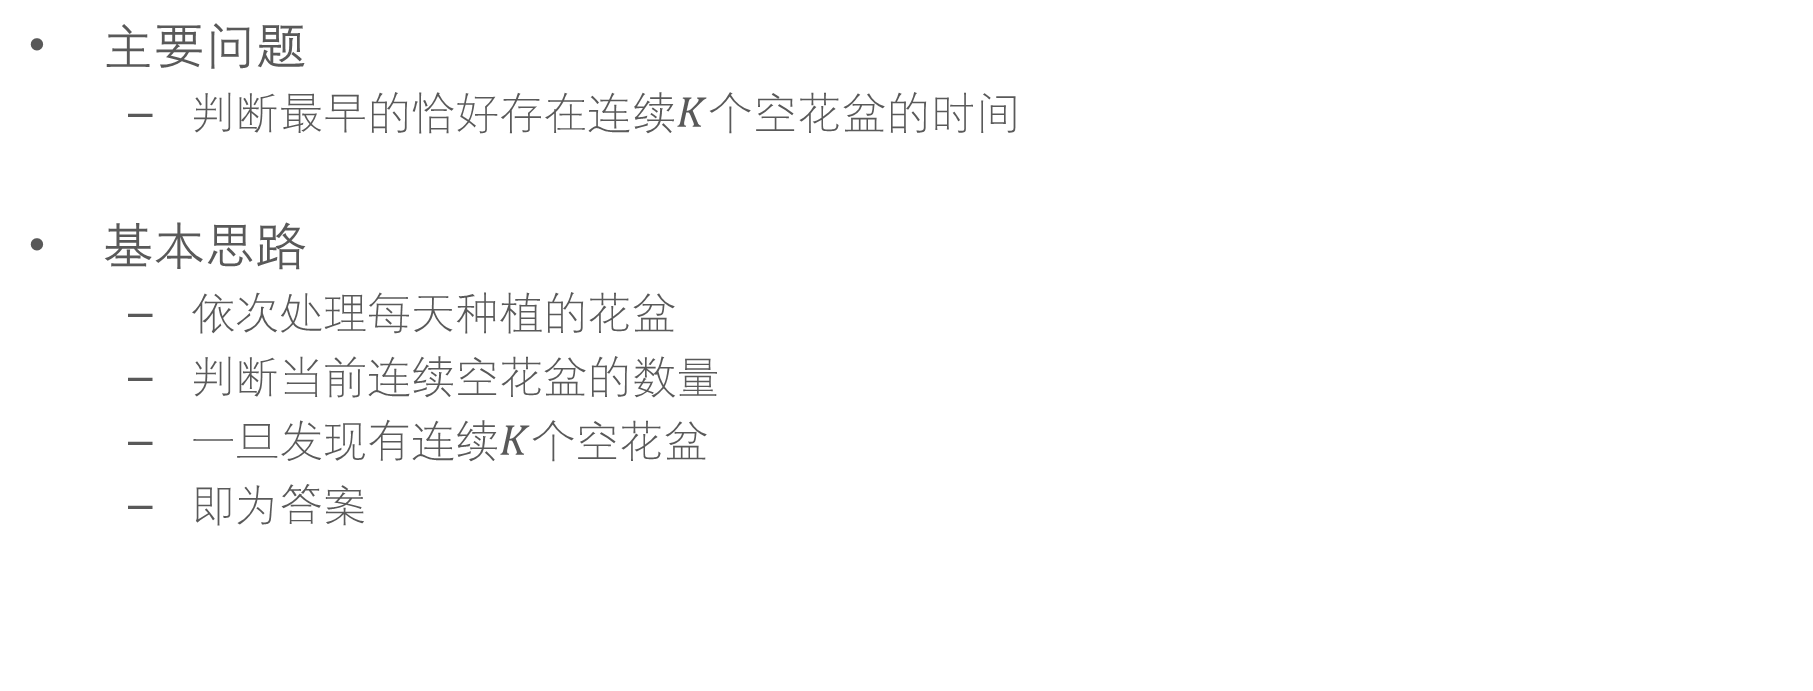 • 主要问题
– 判断最早的恰好存在连续K个空花盆的时间
• 基本思路
– 依次处理每天种植的花盆
– 判断当前连续空花盆的数量
– 一旦发现有连续K个空花盆
– 即为答案